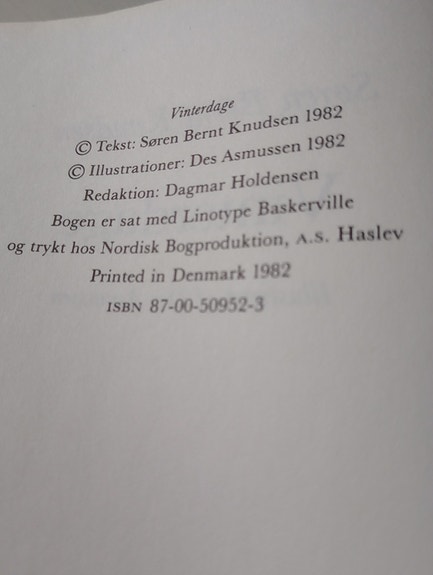 Vinterdage
© Tekst: Søren Bernt Knudsen 1982
© Illustrationer: Des Asmussen 1982
Redaktion: Dagmar Holdensen
Bogen er sat med Linotype Baskerville
og trykt hos Nordisk Bogproduktion, A.S. Haslev
Printed in Denmark 1982
ISBN 87-00-50952-3